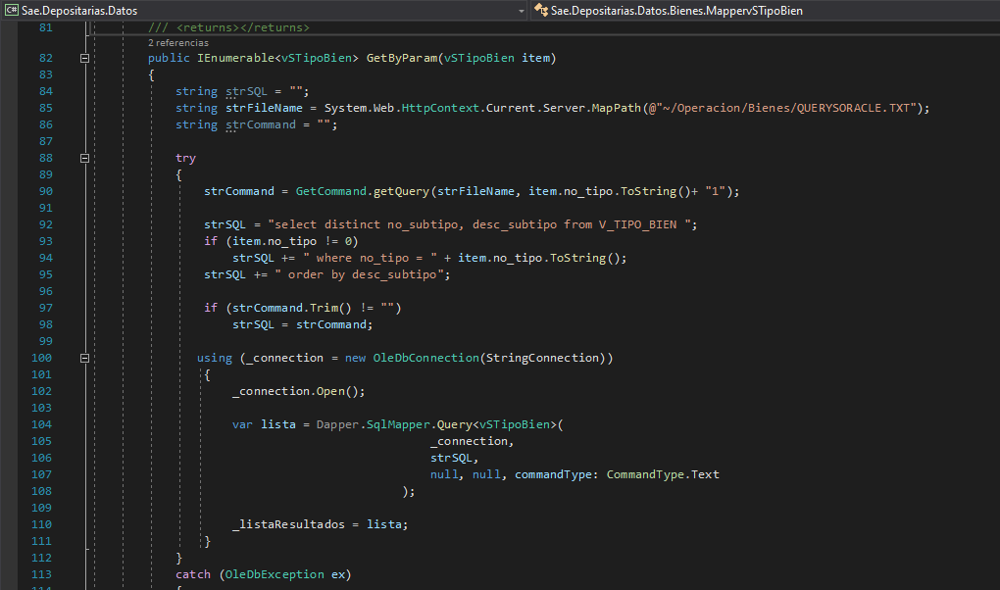 C# Sae.Depositarias.Datos
Sae.Depositarias.Datos.Bienes.MappervSTipoBien
81 /// <returns></returns>
2 referencias
82 public IEnumerable<vSTipoBien> GetByParam(vSTipoBien item)
83 {
84 string strSQL = "";
85 string strFileName = System.Web.HttpContext.Current.Server.MapPath(@"~/Operacion/Bienes/QUERYSORACLE.TXT");
86 string strCommand = "";
87
88 try
89 {
90 strCommand = GetCommand.getQuery(strFileName, item.no_tipo.ToString()+ "1");
91
92 strSQL = "select distinct no_subtipo, desc_subtipo from V_TIPO_BIEN ";
93 if (item.no_tipo != 0)
94 strSQL += " where no_tipo = " + item.no_tipo.ToString();
95 strSQL += " order by desc_subtipo";
96
97 if (strCommand.Trim() != "")
98 strSQL = strCommand;
99
100 using (_connection = new OleDbConnection(StringConnection))
101 {
102 _connection.Open();
103
104 var lista = Dapper.SqlMapper.Query<vSTipoBien>(
105 _connection,
106 strSQL,
107 null, null, commandType: CommandType.Text
108 );
109
110 _listaResultados = lista;
111 }
112 }
113 catch (OleDbException ex)
114 {